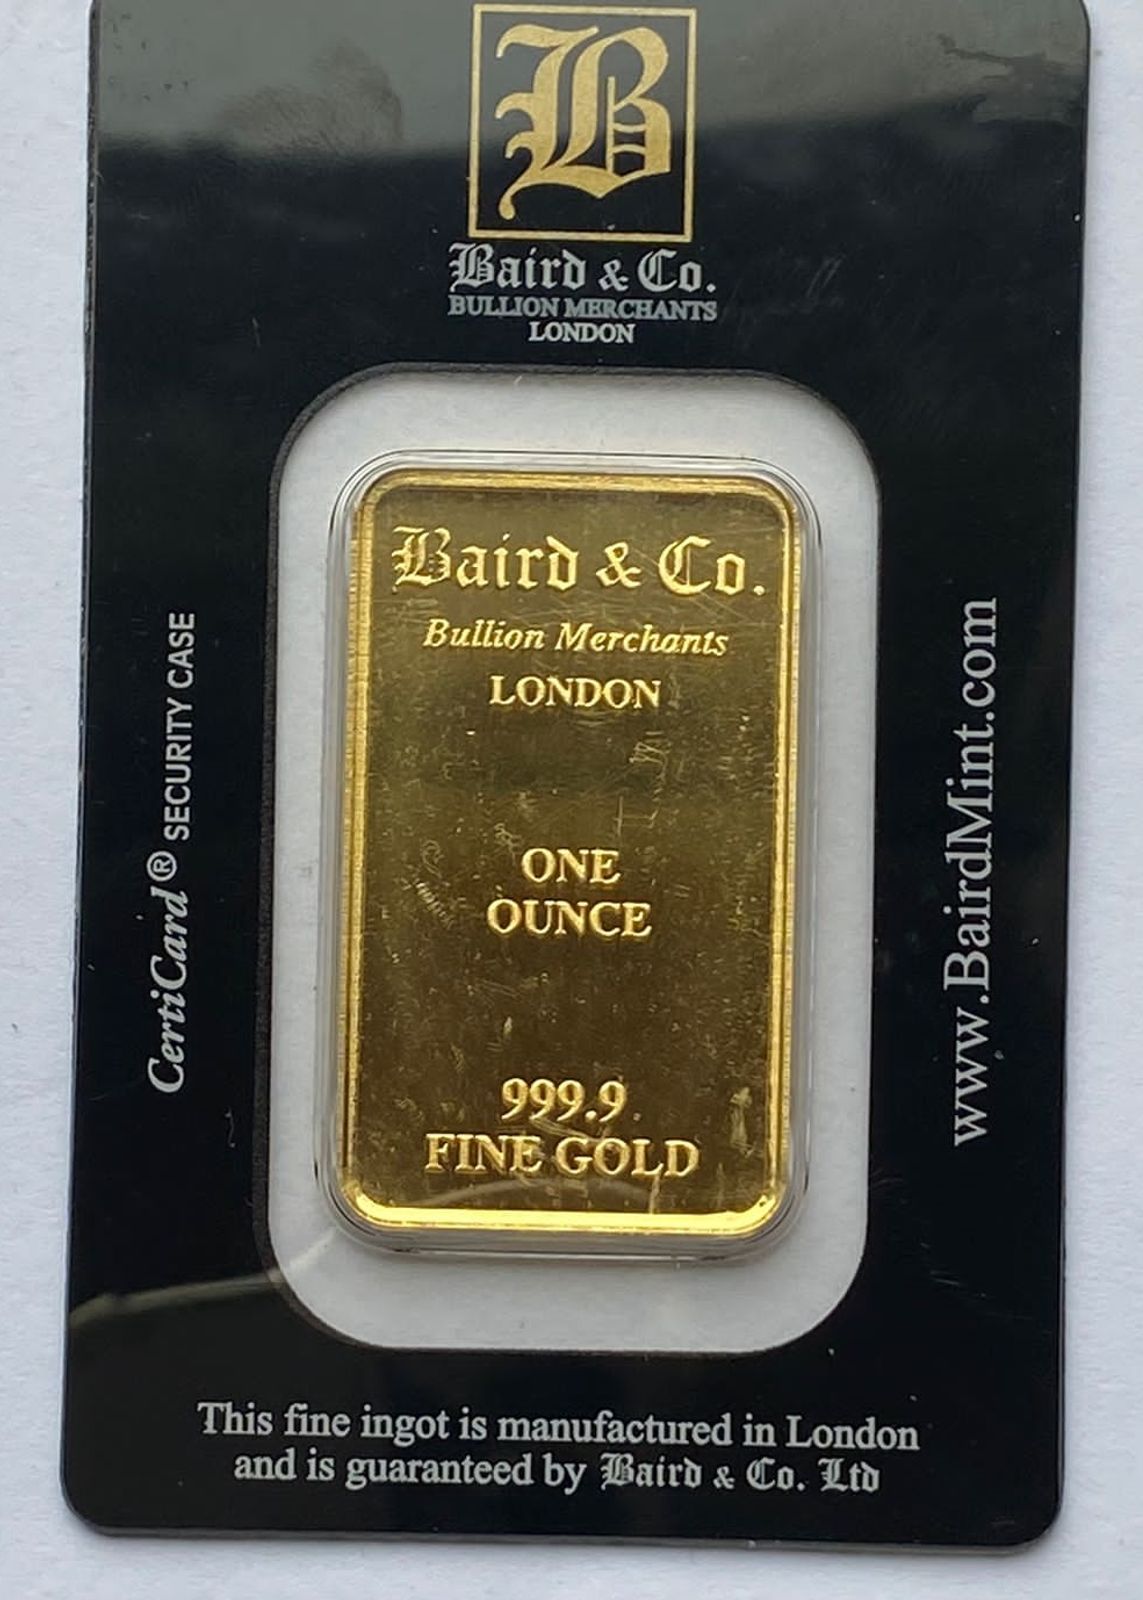 B
Baird & Co.
BULLION MERCHANTS
LONDON
Baird & Co.
Bullion Merchants
LONDON
ONE
OUNCE
999.9
FINE GOLD
CertiCard® SECURITY CASE
www.BairdMint.com
This fine ingot is manufactured in London
and is guaranteed by Baird & Co. Ltd